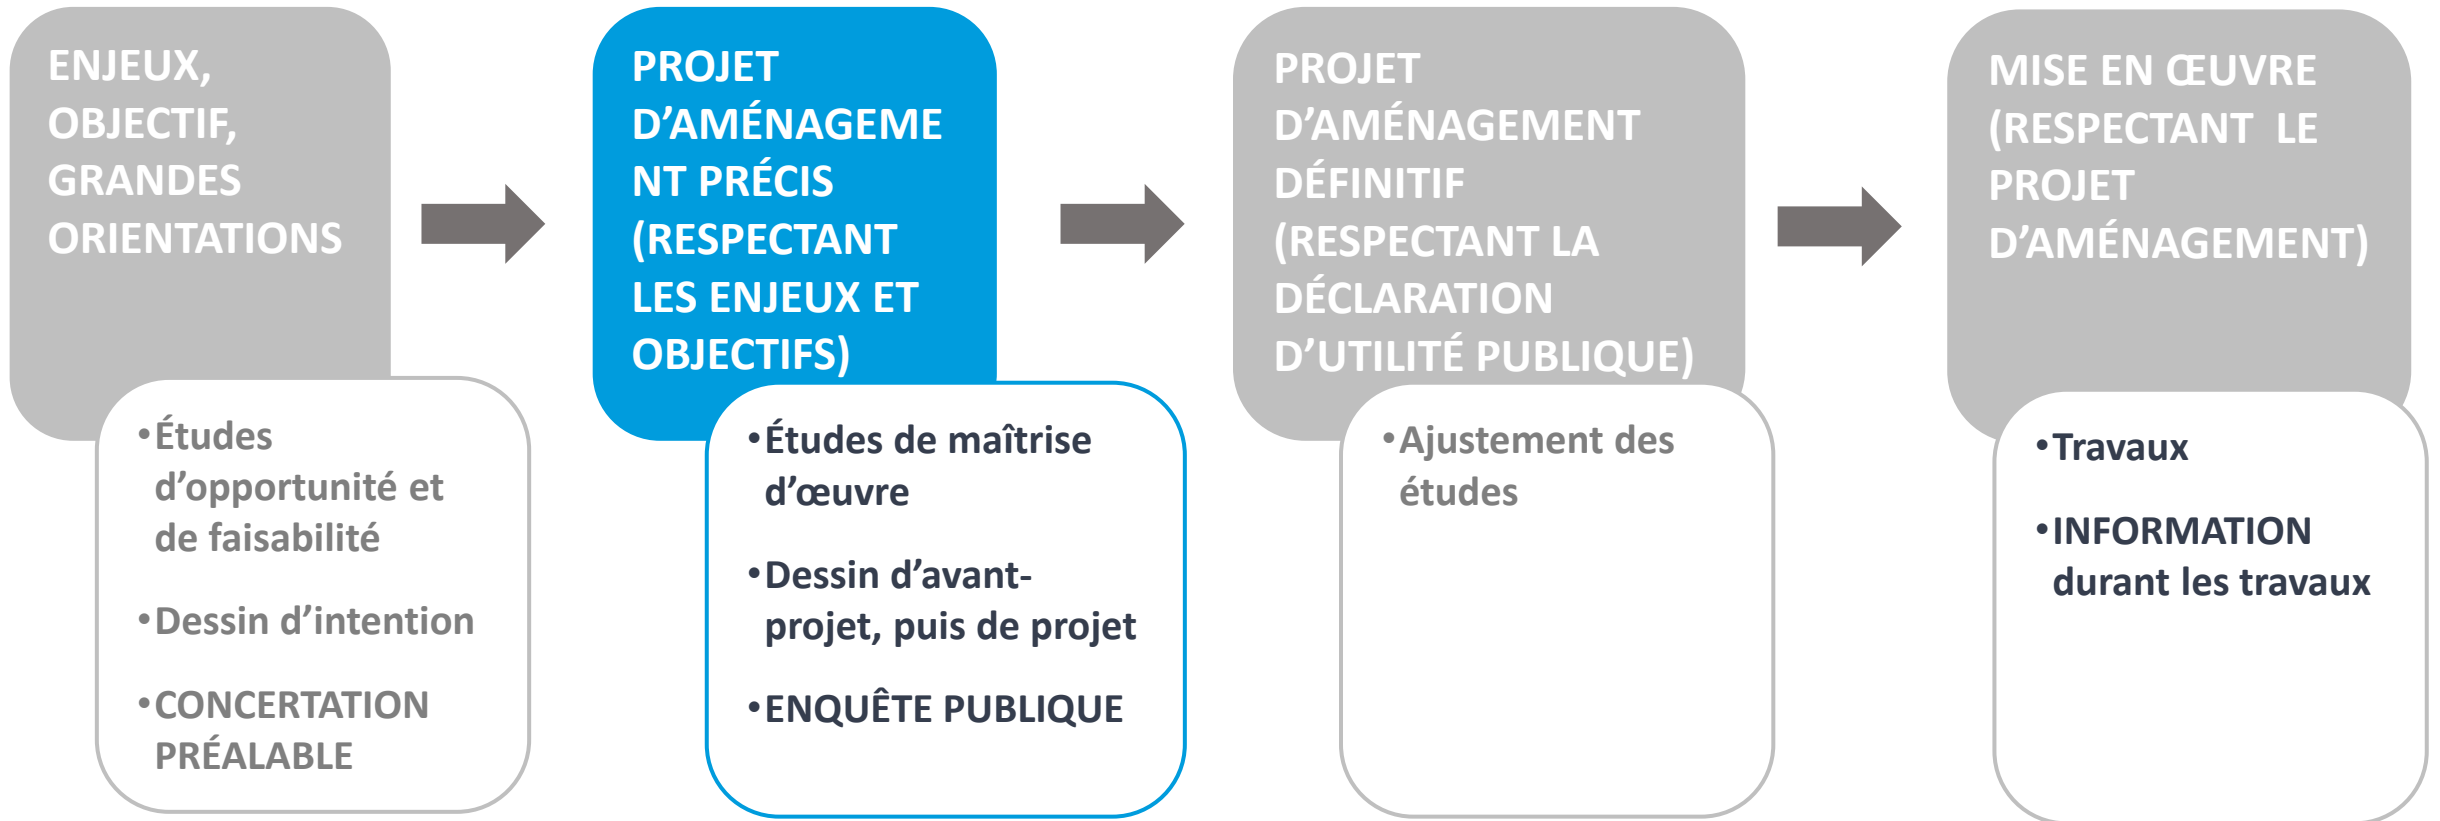 ENJEUX,
OBJECTIF,
GRANDES
ORIENTATIONS
•Études
d’opportunité et
de faisabilité
•Dessin d’intention
•CONCERTATION
PRÉALABLE
PROJET
D’AMÉNAGEME
NT PRÉCIS
(RESPECTANT
LES ENJEUX ET
OBJECTIFS)
•Études de maîtrise
d’œuvre
•Dessin d’avant-
projet, puis de projet
•ENQUÊTE PUBLIQUE
PROJET
D’AMÉNAGEMENT
DÉFINITIF
(RESPECTANT LA
DÉCLARATION
D’UTILITÉ PUBLIQUE)
•Ajustement des
études
MISE EN ŒUVRE
(RESPECTANT LE
PROJET
D’AMÉNAGEMENT)
•Travaux
•INFORMATION
durant les travaux